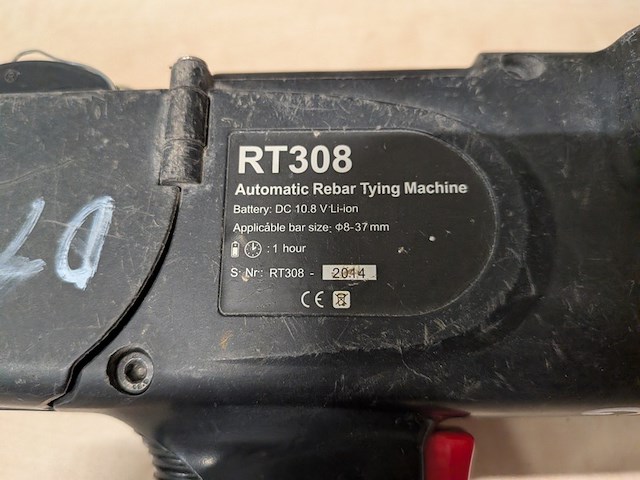 RT308
Automatic Rebar Tying Machine
Battery: DC 10.8 V Li-ion
Applicable bar size: Φ8-37mm
: 1 hour
S· Nr.: RT308 - 2044
CE